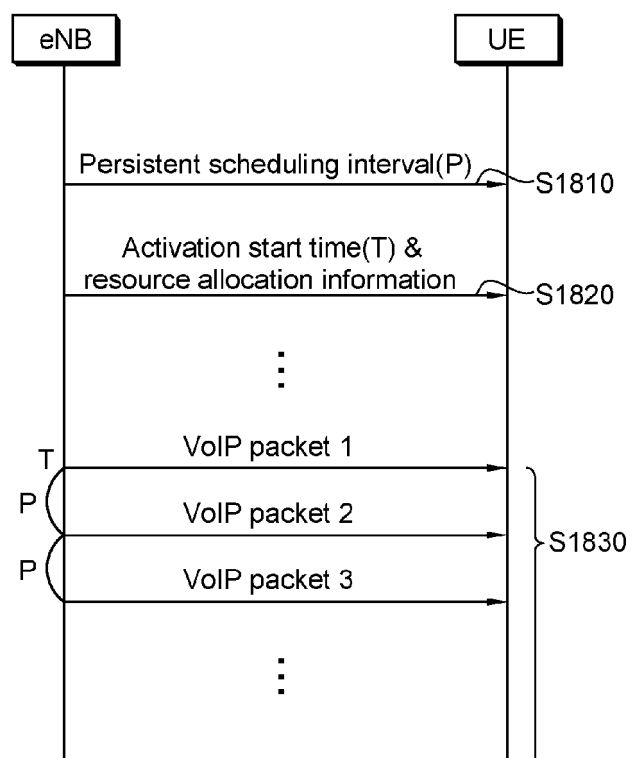 eNB
UE
Persistent scheduling interval(P)
S1810
Activation start time(T) &
resource allocation information
S1820
T
VoIP packet 1
P
VoIP packet 2
S1830
P
VoIP packet 3